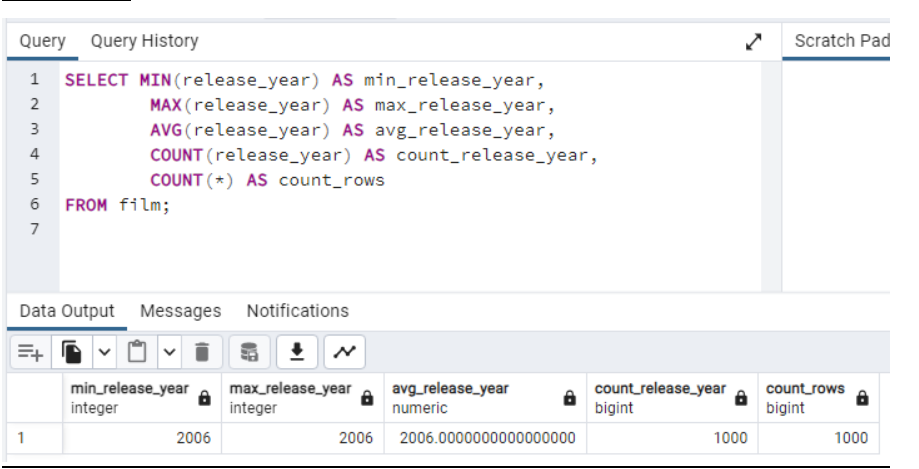 Query Query History Scratch Pad
1 SELECT MIN(release_year) AS min_release_year,
2 MAX(release_year) AS max_release_year,
3 AVG(release_year) AS avg_release_year,
4 COUNT(release_year) AS count_release_year,
5 COUNT(*) AS count_rows
6 FROM film;
7
Data Output Messages Notifications
min_release_year max_release_year avg_release_year count_release_year count_rows
integer integer numeric bigint bigint
1 2006 2006 2006.0000000000000000 1000 1000